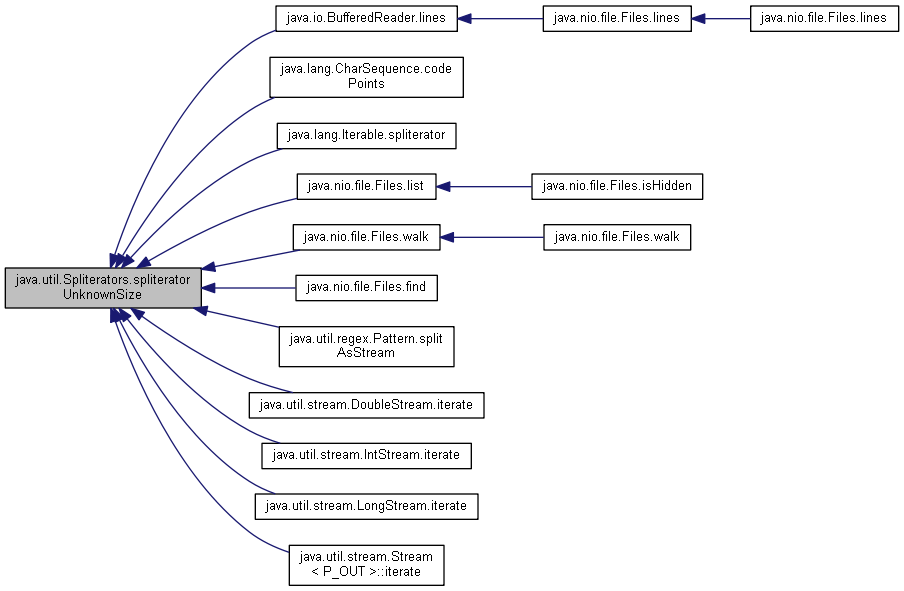 java.io.BufferedReader.lines
java.nio.file.Files.lines
java.nio.file.Files.lines
java.lang.CharSequence.code
Points
java.lang.Iterable.spliterator
java.nio.file.Files.list
java.nio.file.Files.isHidden
java.nio.file.Files.walk
java.nio.file.Files.walk
java.util.Spliterators.spliterator
UnknownSize
java.nio.file.Files.find
java.util.regex.Pattern.split
AsStream
java.util.stream.DoubleStream.iterate
java.util.stream.IntStream.iterate
java.util.stream.LongStream.iterate
java.util.stream.Stream
< P_OUT >::iterate